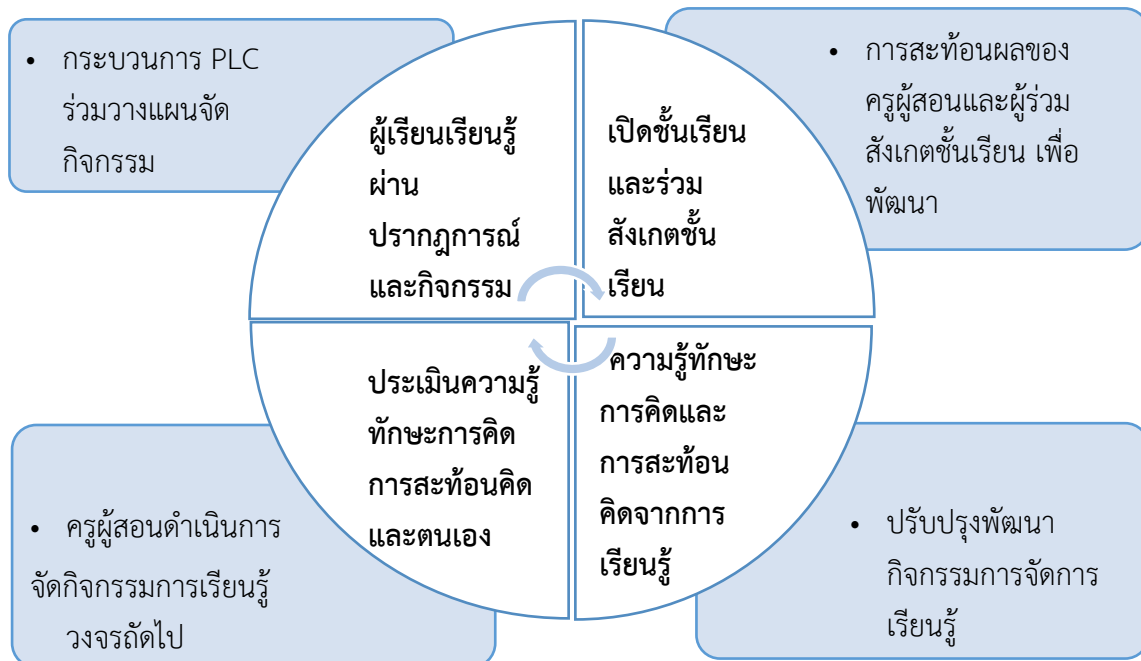 • กระบวนการ PLC
ร่วมวางแผนจัด
กิจกรรม
ผู้เรียนเรียนรู้
ผ่าน
ปรากฎการณ์
และกิจกรรม
เปิดชั้นเรียน
และร่วม
สังเกตชั้น
เรียน
• การสะท้อนผลของ
ครูผู้สอนและผู้ร่วม
สังเกตชั้นเรียน เพื่อ
พัฒนา
• ครูผู้สอนดำเนินการ
จัดกิจกรรมการเรียนรู้
วงจรถัดไป
ประเมินความรู้
ทักษะการคิด
การสะท้อนคิด
และตนเอง
ความรู้ทักษะ
การคิดและ
การสะท้อน
คิดจากการ
เรียนรู้
• ปรับปรุงพัฒนา
กิจกรรมการจัดการ
เรียนรู้